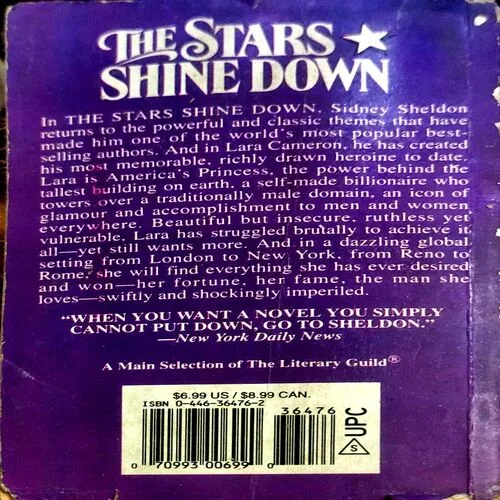 THE STARS
SHINE DOWN
In THE STARS SHINE DOWN, Sidney Sheldon
returns to the powerful and classic themes that have
made him one of the world's most popular best-
selling authors. And in Lara Cameron, he has created
his most memorable, richly drawn heroine to date.
Lara is America's Princess, the power behind the
tallest building on earth, a self-made billionaire who
towers over a traditionally male domain, an icon of
glamour and accomplishment to men and women
everywhere. Beautiful but insecure, ruthless yet
vulnerable, Lara has struggled brutally to achieve it
all—yet still wants more. And in a dazzling global
setting from London to New York, from Reno to
Rome, she will find everything she has ever desired
and won—her fortune, her fame, the man she
loves—swiftly and shockingly imperiled.
"WHEN YOU WANT A NOVEL YOU SIMPLY
CANNOT PUT DOWN, GO TO SHELDON."
—New York Daily News
A Main Selection of The Literary Guild®
$6.99 US / $8.99 CAN.
ISBN 0-446-36476-2
36476
0 70993 00699 0
S UPC